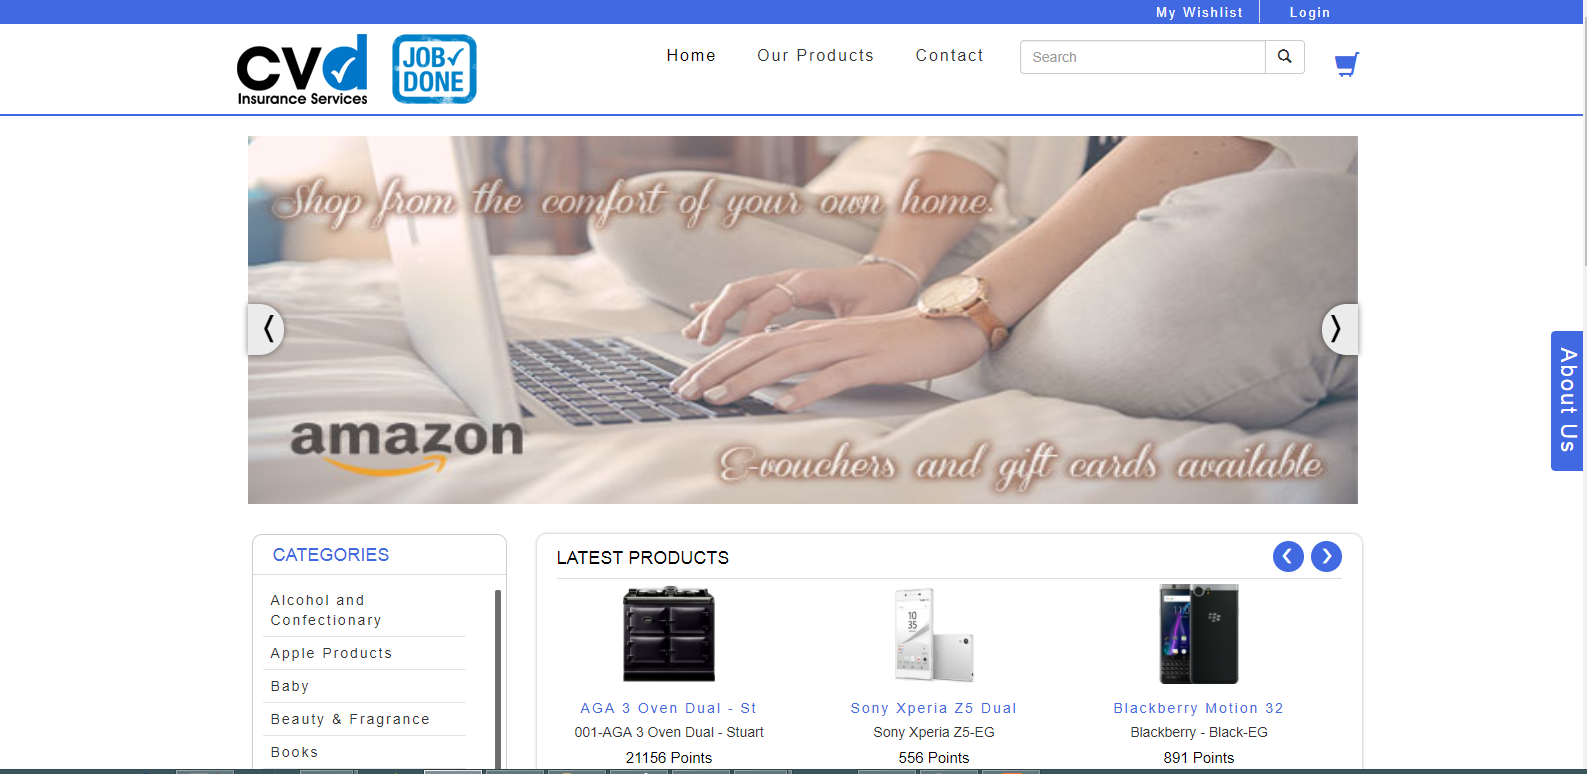 My Wishlist
Login
cvd
Insurance Services
JOB
DONE
Home
Our Products
Contact
Search
Shop from the comfort of your own home.
amazon
E-vouchers and gift cards available
About Us
CATEGORIES
Alcohol and
Confectionary
Apple Products
Baby
Beauty & Fragrance
Books
LATEST PRODUCTS
10
35
AGA 3 Oven Dual - St
001-AGA 3 Oven Dual - Stuart
21156 Points
Sony Xperia Z5 Dual
Sony Xperia Z5-EG
556 Points
Blackberry Motion 32
Blackberry - Black-EG
891 Points